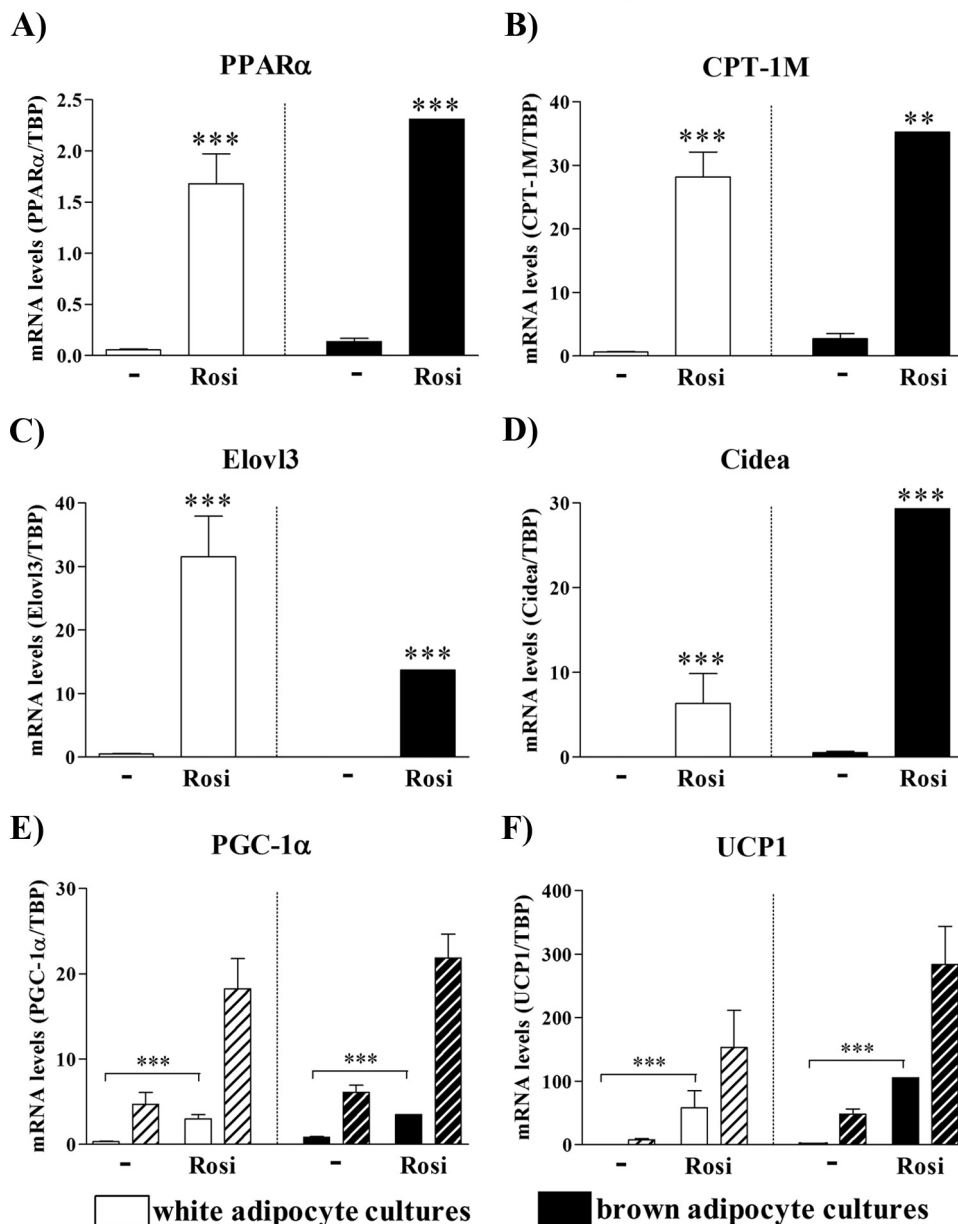 A)
PPARα
mRNA levels (PPARα/TBP)
2.5
2.0
1.5
1.0
0.5
0.0
***
***
-
Rosi
-
Rosi
B)
CPT-1M
mRNA levels (CPT-1M/TBP)
40
30
20
10
0
***
**
-
Rosi
-
Rosi
C)
Elovl3
mRNA levels (Elovl3/TBP)
40
30
20
10
0
***
***
-
Rosi
-
Rosi
D)
Cidea
mRNA levels (Cidea/TBP)
30
20
10
0
***
***
-
Rosi
-
Rosi
E)
PGC-1α
mRNA levels (PGC-1α/TBP)
30
20
10
0
***
***
-
Rosi
-
Rosi
F)
UCP1
mRNA levels (UCP1/TBP)
400
300
200
100
0
***
***
-
Rosi
-
Rosi
white adipocyte cultures
brown adipocyte cultures